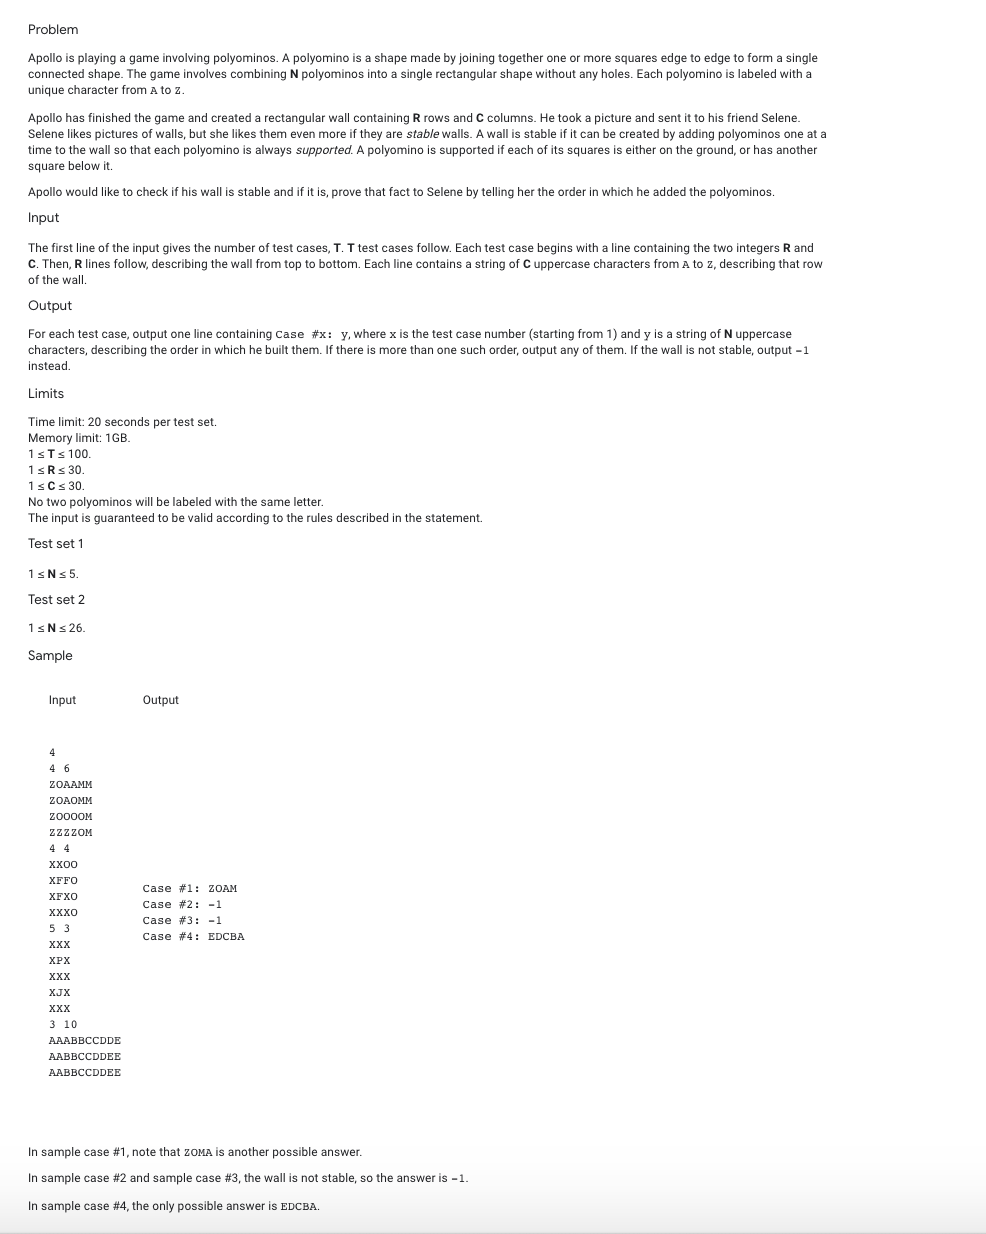 Problem
Apollo is playing a game involving polyominos. A polyomino is a shape made by joining together one or more squares edge to edge to form a single
connected shape. The game involves combining N polyominos into a single rectangular shape without any holes. Each polyomino is labeled with a
unique character from A to Z.
Apollo has finished the game and created a rectangular wall containing R rows and C columns. He took a picture and sent it to his friend Selene.
Selene likes pictures of walls, but she likes them even more if they are stable walls. A wall is stable if it can be created by adding polyominos one at a
time to the wall so that each polyomino is always supported. A polyomino is supported if each of its squares is either on the ground, or has another
square below it.
Apollo would like to check if his wall is stable and if it is, prove that fact to Selene by telling her the order in which he added the polyominos.
Input
The first line of the input gives the number of test cases, T. T test cases follow. Each test case begins with a line containing the two integers R and
C. Then, R lines follow, describing the wall from top to bottom. Each line contains a string of C uppercase characters from A to Z, describing that row
of the wall.
Output
For each test case, output one line containing Case #x: y, where x is the test case number (starting from 1) and y is a string of N uppercase
characters, describing the order in which he built them. If there is more than one such order, output any of them. If the wall is not stable, output -1
instead.
Limits
Time limit: 20 seconds per test set.
Memory limit: 1GB.
1 ≤ T ≤ 100.
1 ≤ R ≤ 30.
1 ≤ C ≤ 30.
No two polyominos will be labeled with the same letter.
The input is guaranteed to be valid according to the rules described in the statement.
Test set 1
1 ≤ N ≤ 5.
Test set 2
1 ≤ N ≤ 26.
Sample
Input Output
4
4 6
ZOAAMM
ZOAOMM
ZOOOOM
ZZZZOM
4 4
XXOO
XFFO
XFXO
XXXO
5 3
XXX
XPX
XXX
XJX
XXX
3 10
AAABBCCDDE
AABBCCDDEE
AABBCCDDEE
Case #1: ZOAM
Case #2: -1
Case #3: -1
Case #4: EDCBA
In sample case #1, note that ZOMA is another possible answer.
In sample case #2 and sample case #3, the wall is not stable, so the answer is -1.
In sample case #4, the only possible answer is EDCBA.